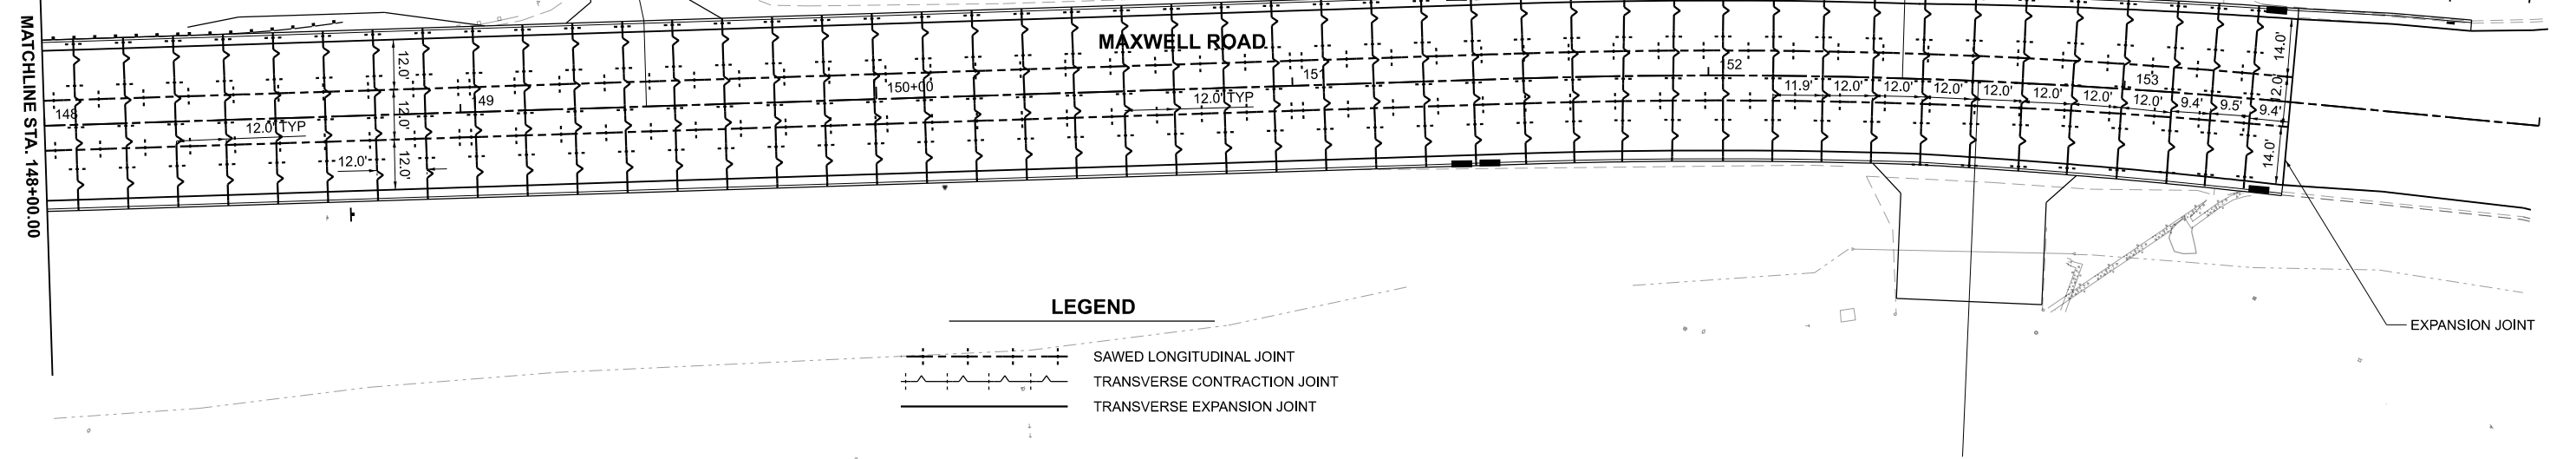 MATCHLINE STA. 148+00.00
MAXWELL ROAD
148
49
150+00
151
52
153
12.0'
12.0'
12.0'
12.0' TYP
12.0'
12.0' TYP
11.9'
12.0'
12.0'
12.0'
12.0'
12.0'
12.0'
12.0'
9.4'
9.5'
9.4'
14.0'
12.0'
14.0'
EXPANSION JOINT
LEGEND
SAWED LONGITUDINAL JOINT
TRANSVERSE CONTRACTION JOINT
TRANSVERSE EXPANSION JOINT